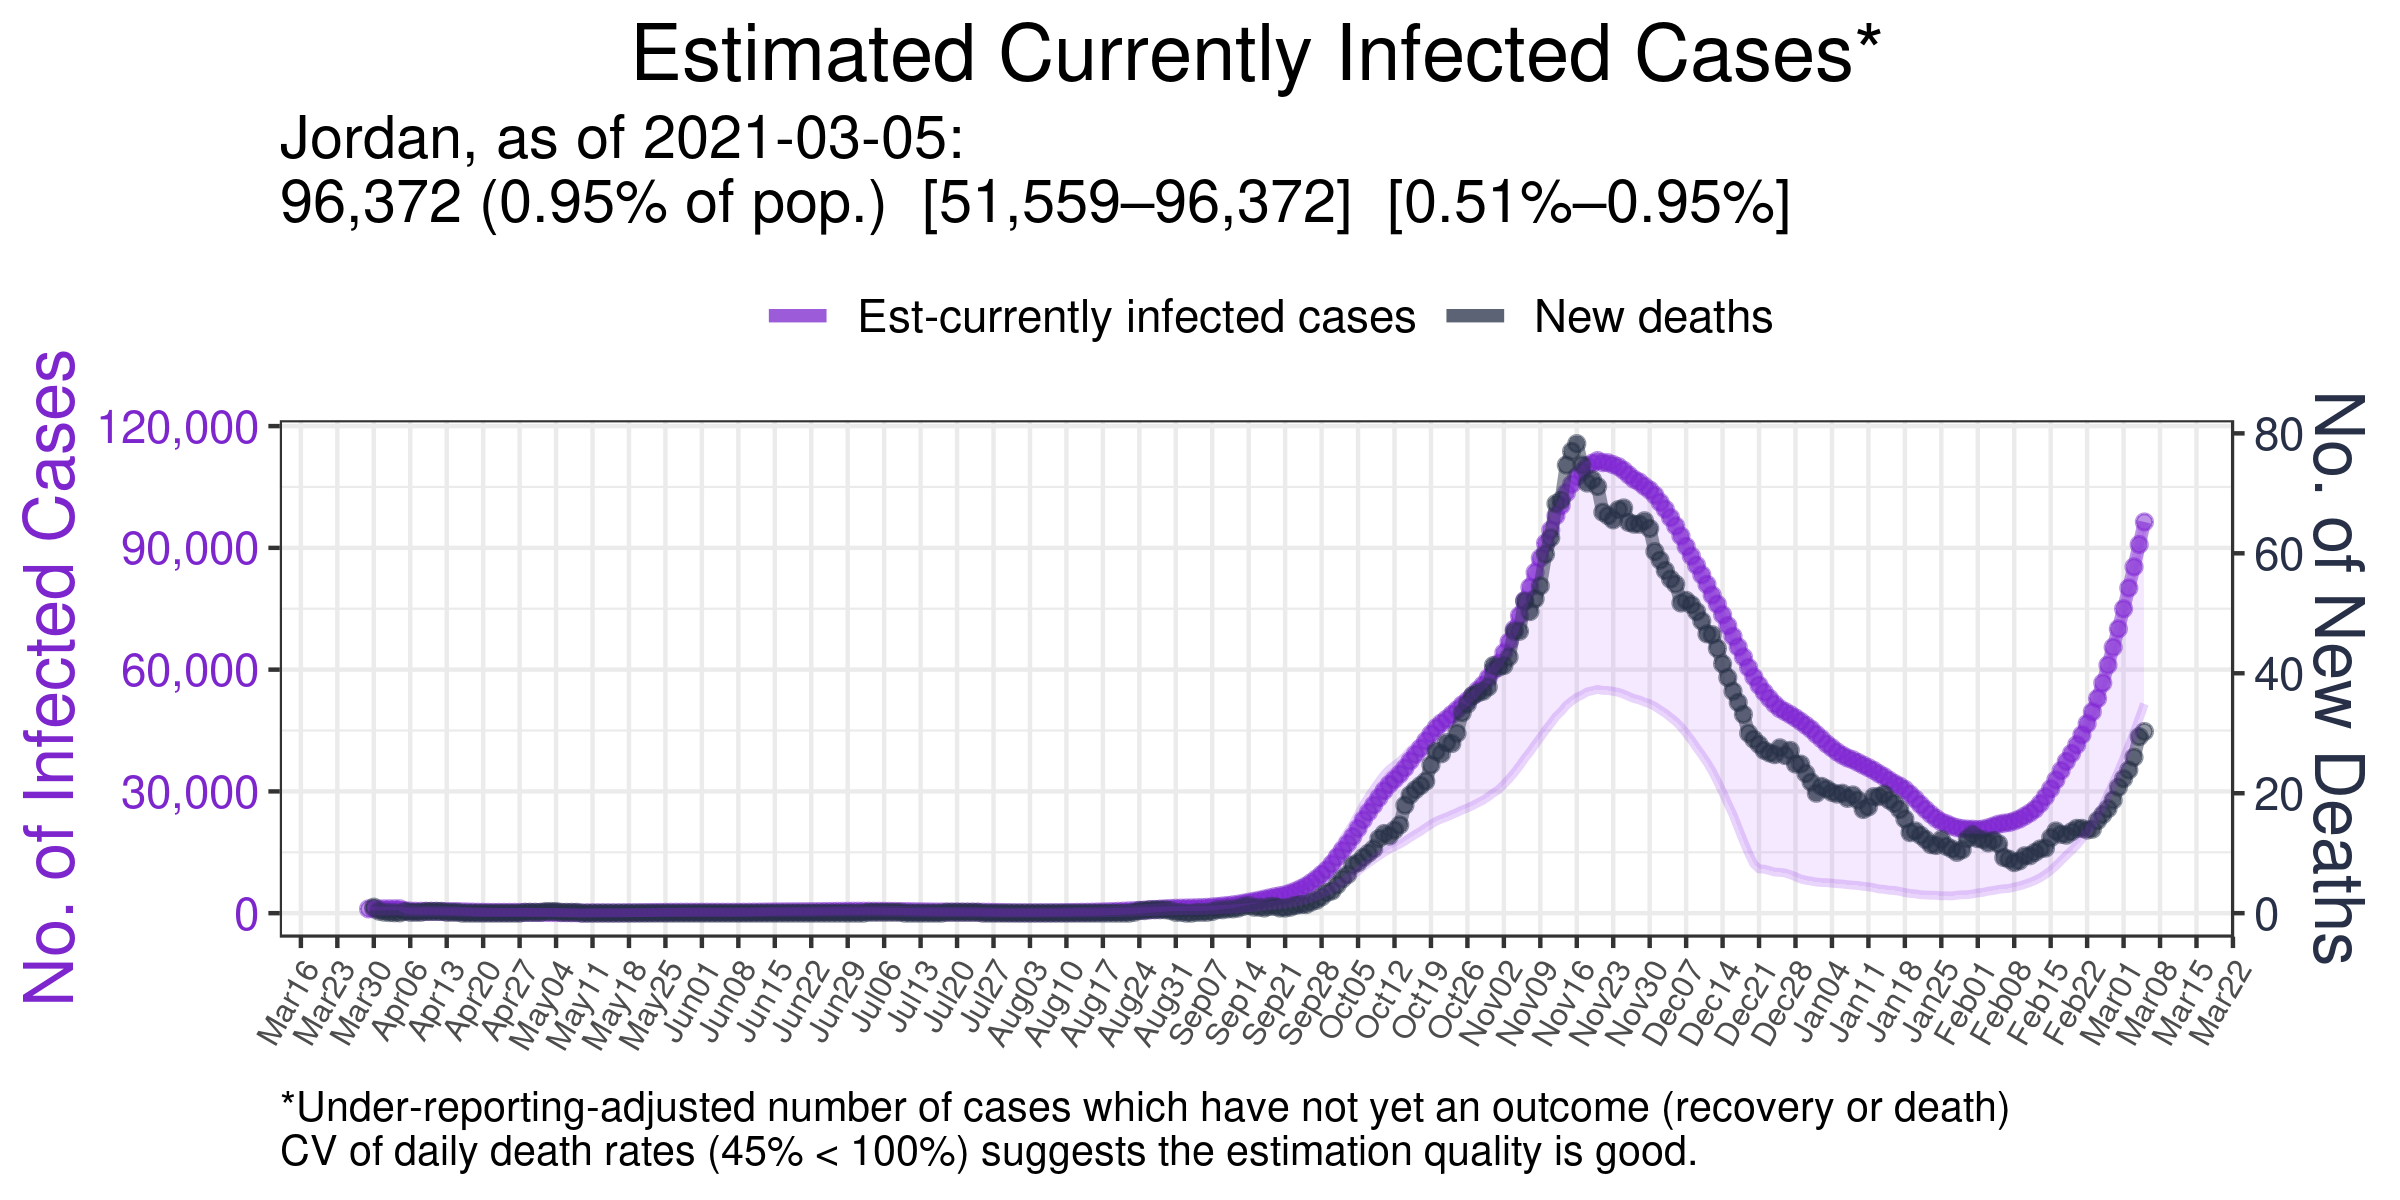 Estimated Currently Infected Cases*
Jordan, as of 2021-03-05:
96,372 (0.95% of pop.)  [51,559–96,372]  [0.51%–0.95%]
Est-currently infected cases
New deaths
No. of Infected Cases
120,000
90,000
60,000
30,000
0
80
60
40
20
0
No. of New Deaths
Mar16
Mar23
Mar30
Apr06
Apr13
Apr20
Apr27
May04
May11
May18
May25
Jun01
Jun08
Jun15
Jun22
Jun29
Jul06
Jul13
Jul20
Jul27
Aug03
Aug10
Aug17
Aug24
Aug31
Sep07
Sep14
Sep21
Sep28
Oct05
Oct12
Oct19
Oct26
Nov02
Nov09
Nov16
Nov23
Nov30
Dec07
Dec14
Dec21
Dec28
Jan04
Jan11
Jan18
Jan25
Feb01
Feb08
Feb15
Feb22
Mar01
Mar08
Mar15
Mar22
*Under-reporting-adjusted number of cases which have not yet an outcome (recovery or death)
CV of daily death rates (45% < 100%) suggests the estimation quality is good.